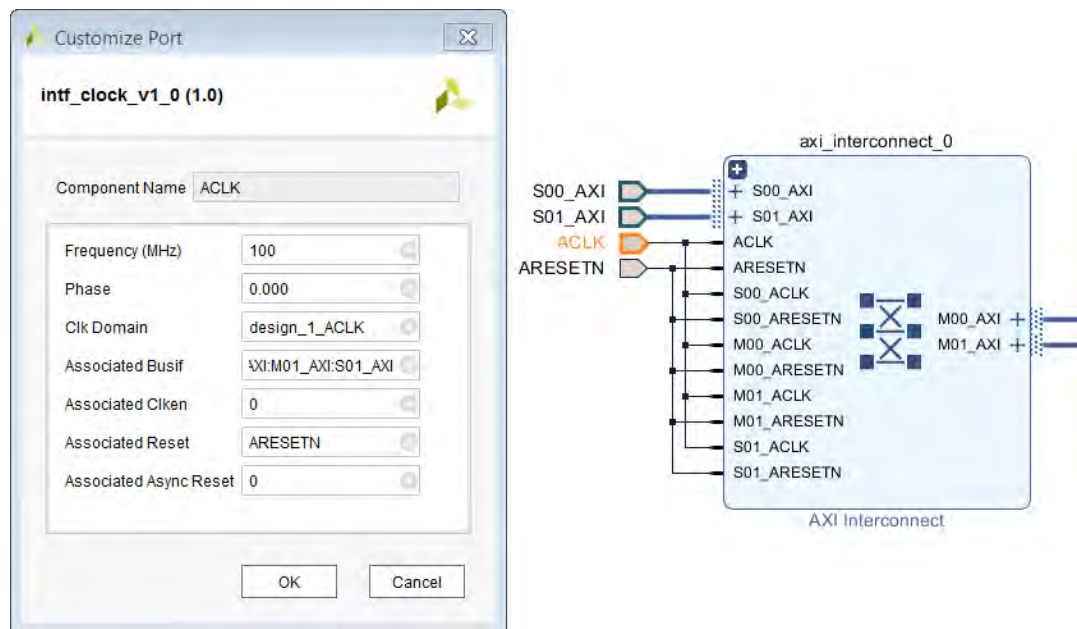 Customize Port
intf_clock_v1_0 (1.0)
Component Name ACLK
Frequency (MHz) 100
Phase 0.000
Clk Domain design_1_ACLK
Associated Busif XI:M01_AXI:S01_AXI
Associated Clken 0
Associated Reset ARESETN
Associated Async Reset 0
OK Cancel
axi_interconnect_0
S00_AXI
S01_AXI
ACLK
ARESETN
S00_AXI
S01_AXI
ACLK
ARESETN
S00_ACLK
S00_ARESETN
M00_ACLK
M00_ARESETN
M01_ACLK
M01_ARESETN
S01_ACLK
S01_ARESETN
M00_AXI
M01_AXI
AXI Interconnect